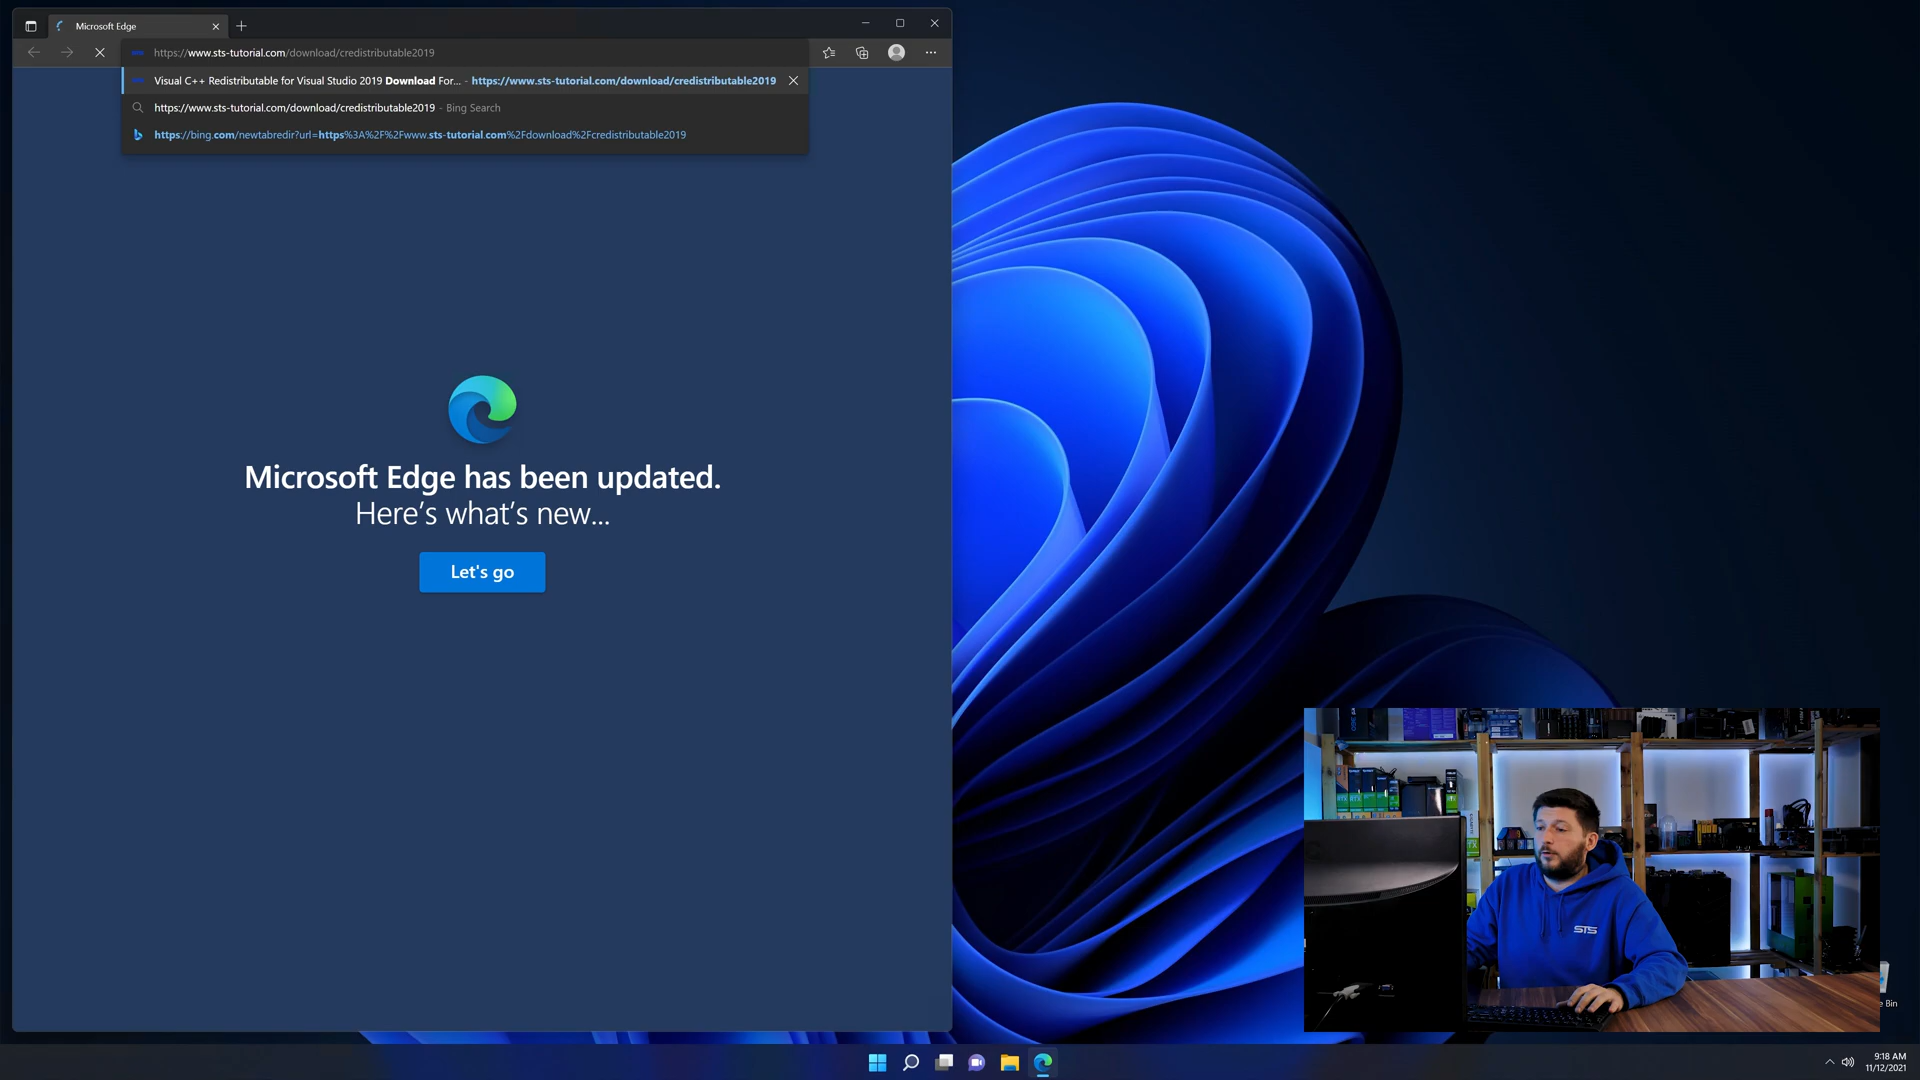 Microsoft Edge
https://www.sts-tutorial.com/download/credistributable2019
Visual C++ Redistributable for Visual Studio 2019 Download For... - https://www.sts-tutorial.com/download/credistributable2019
https://www.sts-tutorial.com/download/credistributable2019 - Bing Search
https://bing.com/newtabredir?url=https%3A%2F%2Fwww.sts-tutorial.com%2Fdownload%2Fcredistributable2019
Microsoft Edge has been updated.
Here's what's new...
Let's go
STS
e Bin
9:18 AM
11/12/2021